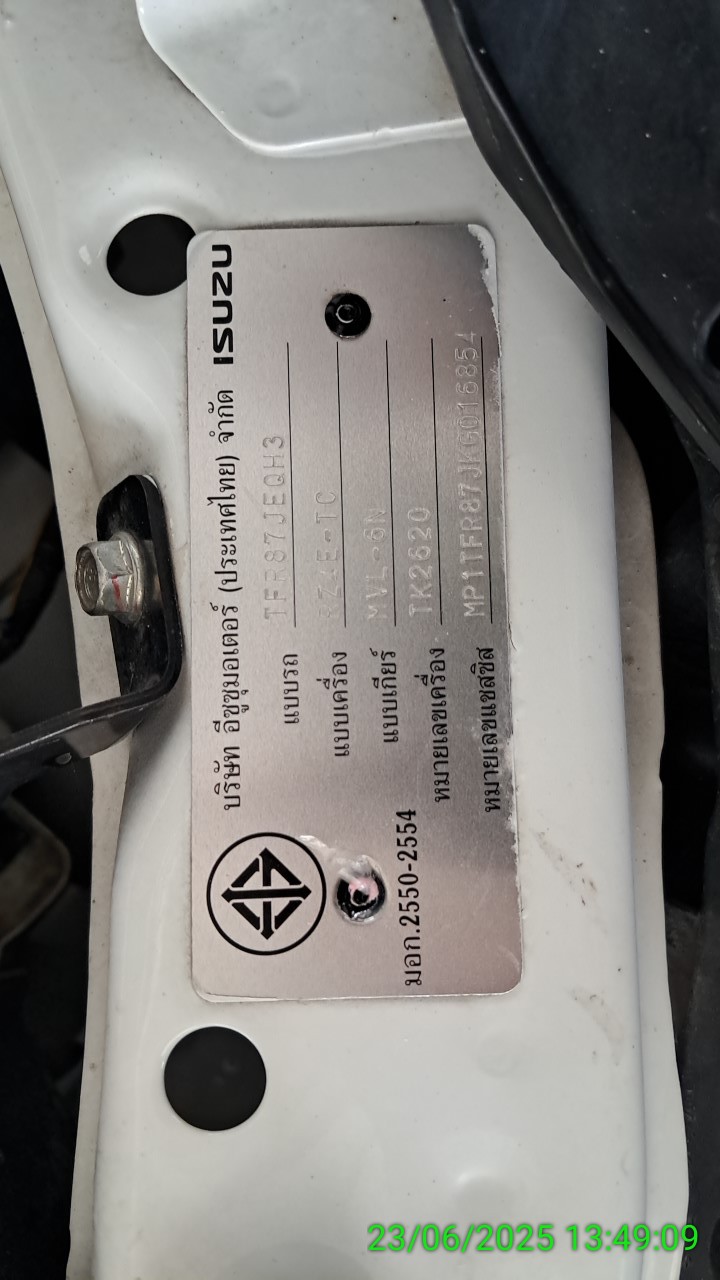 บริษัท อีซูซุมอเตอร์ (ประเทศไทย) จำกัด ISUZU
แบบรถ TFR87JEQH3
แบบเครื่อง RZ4E-TC
แบบเกียร์ MVL-6N
หมายเลขเครื่อง TK2620
หมายเลขแชสซิส MP1TFR87JKG016854
มอก.2550-2554
23/06/2025 13:49:09